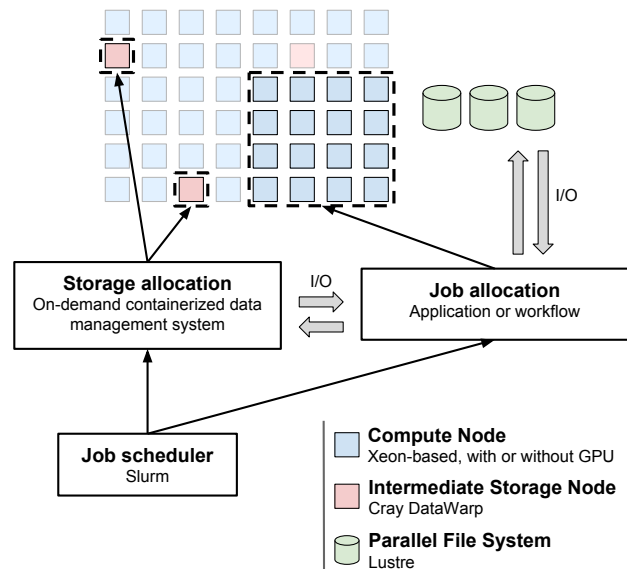 I/O
Storage allocation
On-demand containerized data
management system
I/O
Job allocation
Application or workflow
Job scheduler
Slurm
Compute Node
Xeon-based, with or without GPU
Intermediate Storage Node
Cray DataWarp
Parallel File System
Lustre